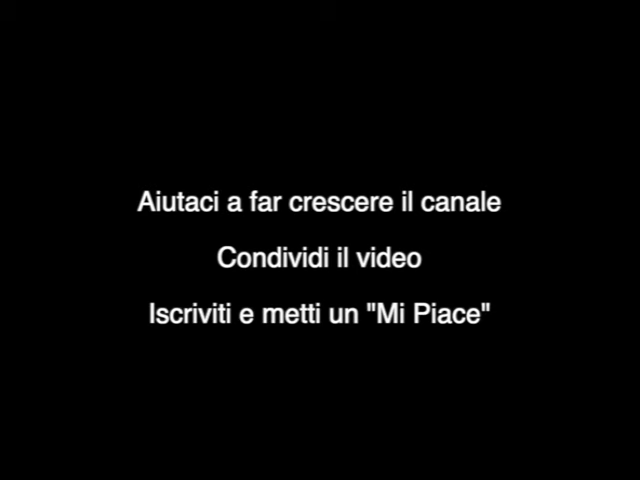 Aiutaci a far crescere il canale
Condividi il video
Iscriviti e metti un "Mi Piace"